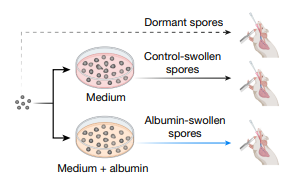 Dormant spores
Control-swollen
spores
Medium
Albumin-swollen
spores
Medium + albumin